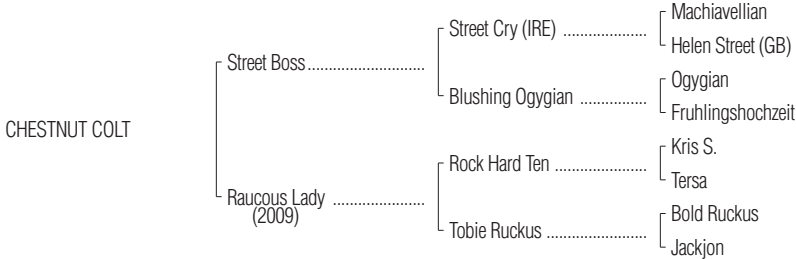 Machiavellian
Street Cry (IRE) ....................
Helen Street (GB)
Street Boss............................
Ogygian
Blushing Ogygian ................
Fruhlingshochzeit
CHESTNUT COLT
Kris S.
Rock Hard Ten ......................
Tersa
Raucous Lady ......................
(2009)
Bold Ruckus
Tobie Ruckus ........................
Jackjon